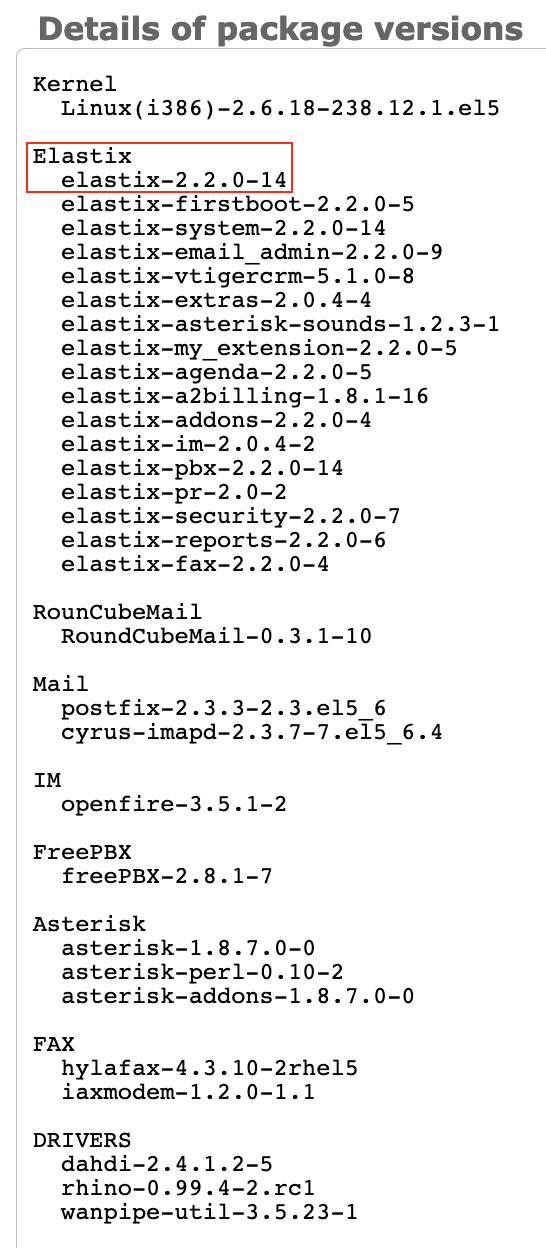 Details of package versions
Kernel
Linux(i386)-2.6.18-238.12.1.el5
Elastix
elastix-2.2.0-14
elastix-firstboot-2.2.0-5
elastix-system-2.2.0-14
elastix-email_admin-2.2.0-9
elastix-vtigercrm-5.1.0-8
elastix-extras-2.0.4-4
elastix-asterisk-sounds-1.2.3-1
elastix-my_extension-2.2.0-5
elastix-agenda-2.2.0-5
elastix-a2billing-1.8.1-16
elastix-addons-2.2.0-4
elastix-im-2.0.4-2
elastix-pbx-2.2.0-14
elastix-pr-2.0-2
elastix-security-2.2.0-7
elastix-reports-2.2.0-6
elastix-fax-2.2.0-4
RounCubeMail
RoundCubeMail-0.3.1-10
Mail
postfix-2.3.3-2.3.el5_6
cyrus-imapd-2.3.7-7.el5_6.4
IM
openfire-3.5.1-2
FreePBX
freePBX-2.8.1-7
Asterisk
asterisk-1.8.7.0-0
asterisk-perl-0.10-2
asterisk-addons-1.8.7.0-0
FAX
hylafax-4.3.10-2rhel5
iaxmodem-1.2.0-1.1
DRIVERS
dahdi-2.4.1.2-5
rhino-0.99.4-2.rc1
wanpipe-util-3.5.23-1